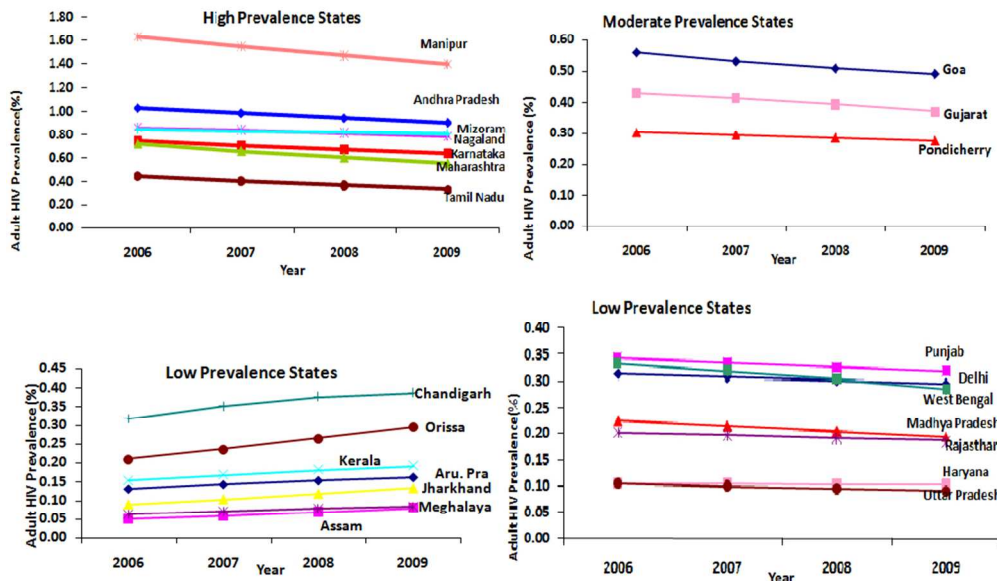 High Prevalence States
Adult HIV Prevalence (%)
1.80
1.60
1.40
1.20
1.00
0.80
0.60
0.40
0.20
0.00
Manipur
Andhra Pradesh
Mizoram
Nagaland
Karnataka
Maharashtra
Tamil Nadu
2006 2007 2008 2009
Year
Moderate Prevalence States
Adult HIV Prevalence (%)
0.60
0.50
0.40
0.30
0.20
0.10
0.00
Goa
Gujarat
Pondicherry
2006 2007 2008 2009
Year
Low Prevalence States
Adult HIV Prevalence (%)
0.45
0.40
0.35
0.30
0.25
0.20
0.15
0.10
0.05
0.00
Chandigarh
Orissa
Kerala
Aru. Pra
Jharkhand
Meghalaya
Assam
2006 2007 2008 2009
Year
Low Prevalence States
Adult HIV Prevalence (%)
0.40
0.35
0.30
0.25
0.20
0.15
0.10
0.05
0.00
Punjab
Delhi
West Bengal
Madhya Pradesh
Rajasthan
Haryana
Utter Pradesh
2006 2007 2008 2009
Year